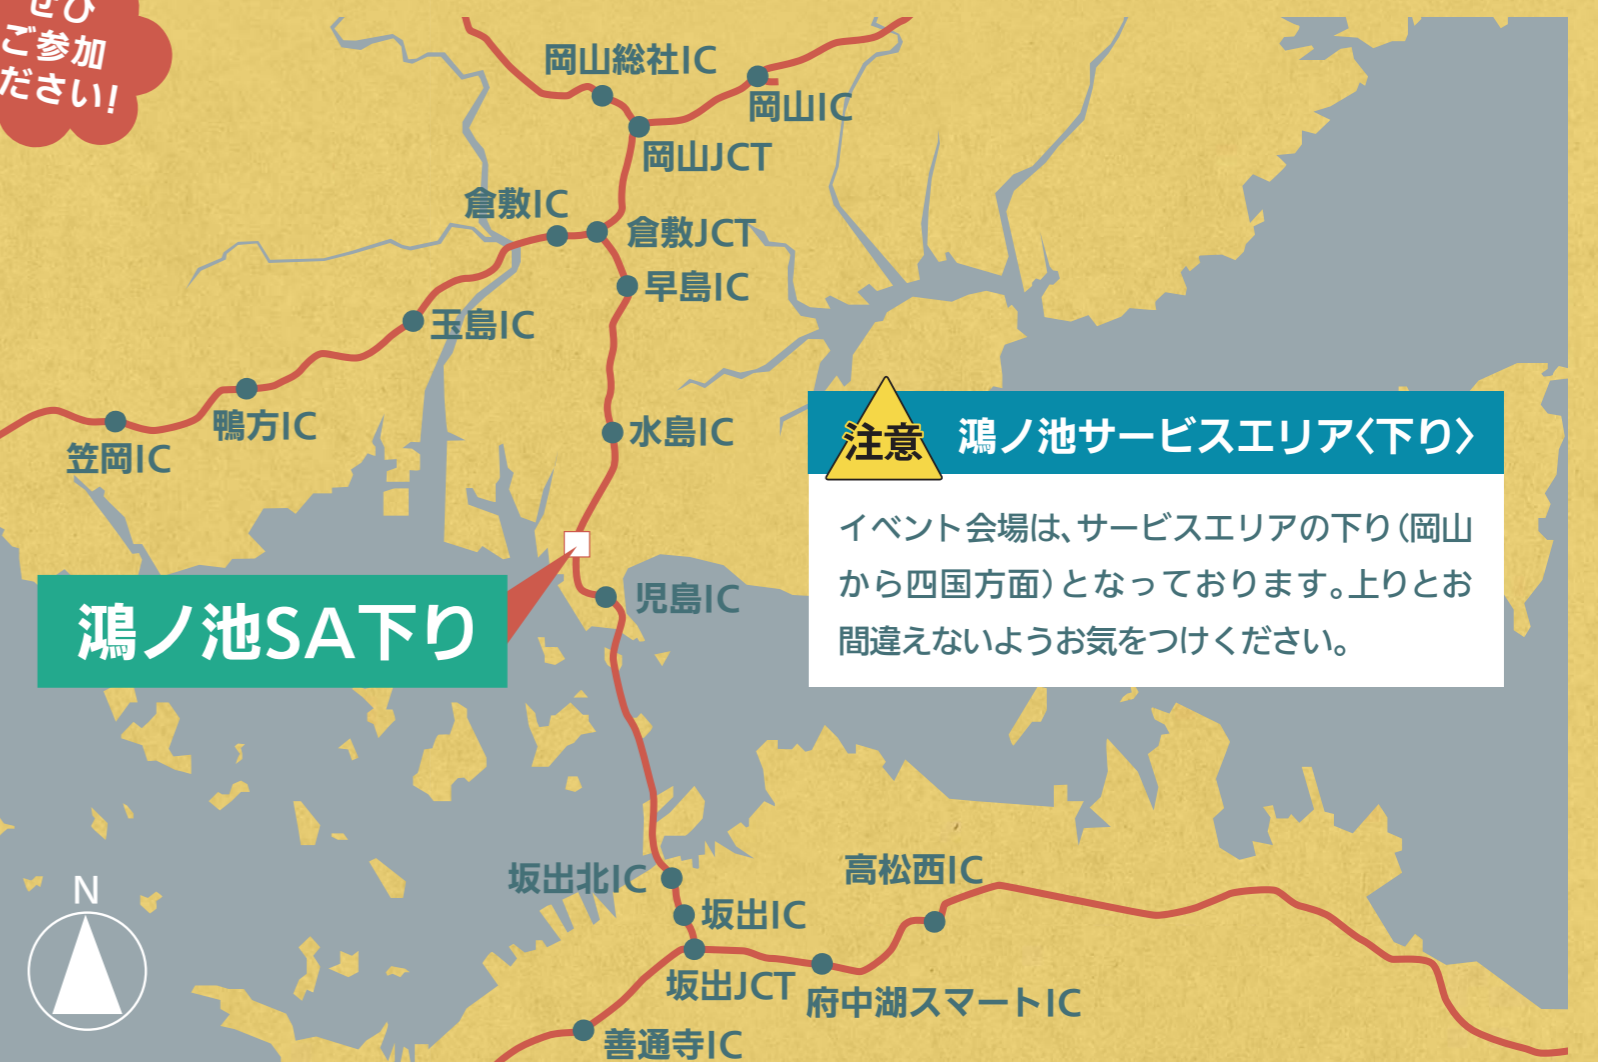 ぜひ
ご参加
ださい!
岡山総社IC
岡山IC
岡山JCT
倉敷IC
倉敷JCT
早島IC
玉島IC
鴨方IC
笠岡IC
水島IC
注意
鴻ノ池サービスエリア〈下り〉
イベント会場は、サービスエリアの下り(岡山
から四国方面)となっております。上りとお
間違えないようお気をつけください。
鴻ノ池SA下り
児島IC
坂出北IC
高松西IC
坂出IC
坂出JCT
府中湖スマートIC
善通寺IC
N